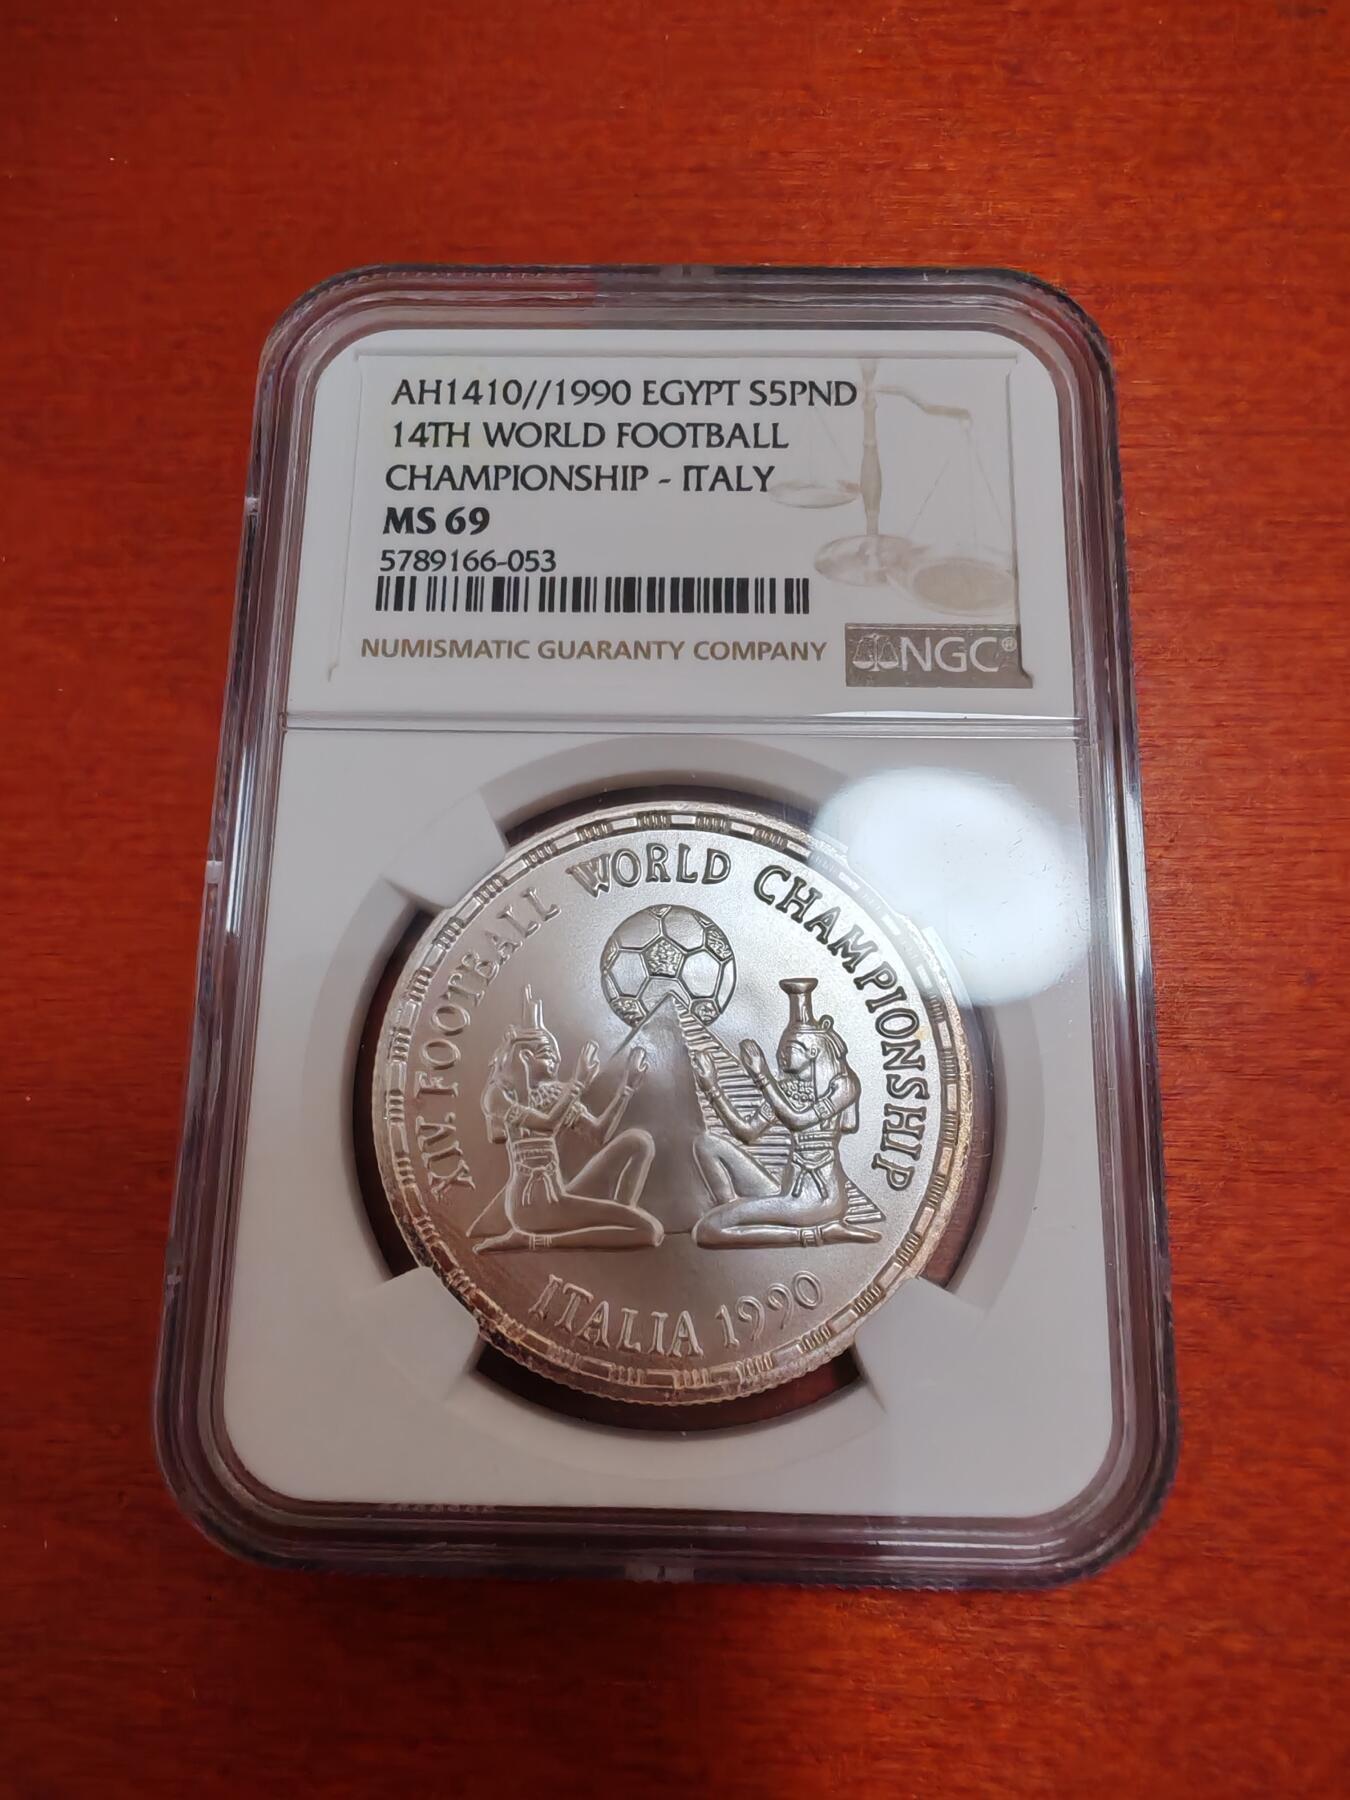 AH1410//1990 EGYPT S5PND
14TH WORLD FOOTBALL
CHAMPIONSHIP - ITALY
MS 69
5789166-053
NUMISMATIC GUARANTY COMPANY
NGC®
XIV. FOOTBALL WORLD CHAMPIONSHIP
ITALIA 1990